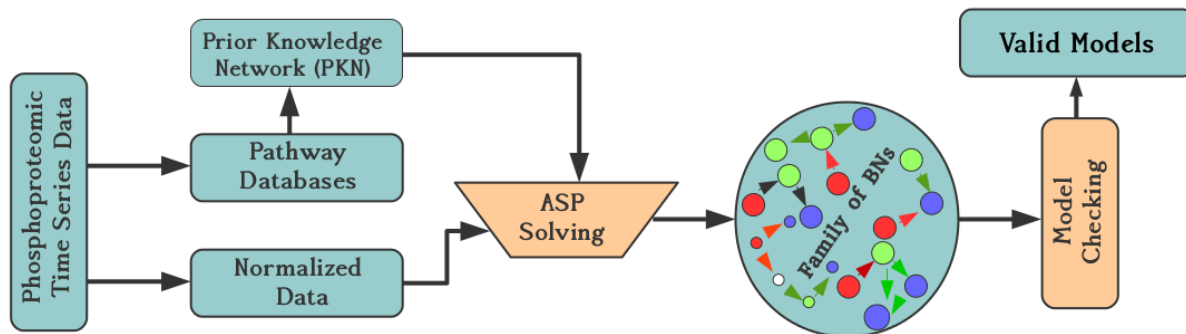 Phosphoproteomic
Time Series Data
Prior Knowledge
Network (PKN)
Pathway
Databases
Normalized
Data
ASP
Solving
Family of BNs
Model
Checking
Valid Models